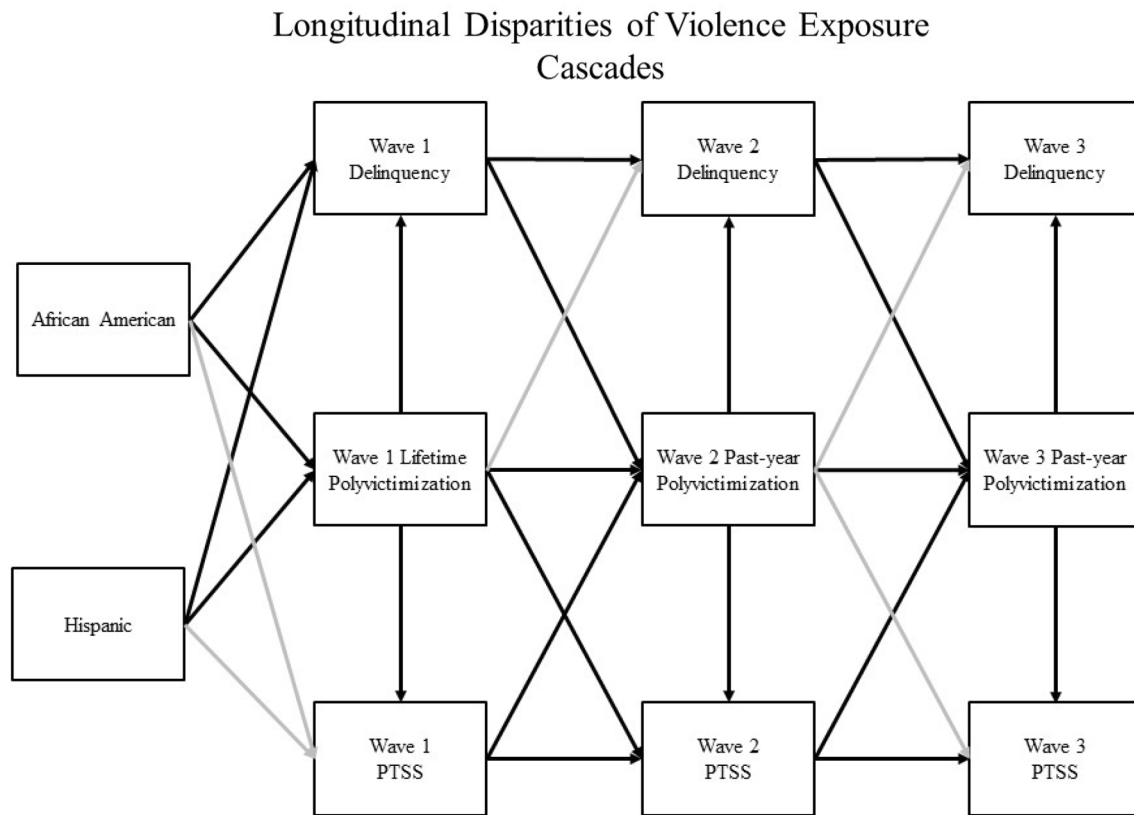 Longitudinal Disparities of Violence Exposure
Cascades
Wave 1
Delinquency
Wave 2
Delinquency
Wave 3
Delinquency
African American
Wave 1 Lifetime
Polyvictimization
Wave 2 Past-year
Polyvictimization
Wave 3 Past-year
Polyvictimization
Hispanic
Wave 1
PTSS
Wave 2
PTSS
Wave 3
PTSS